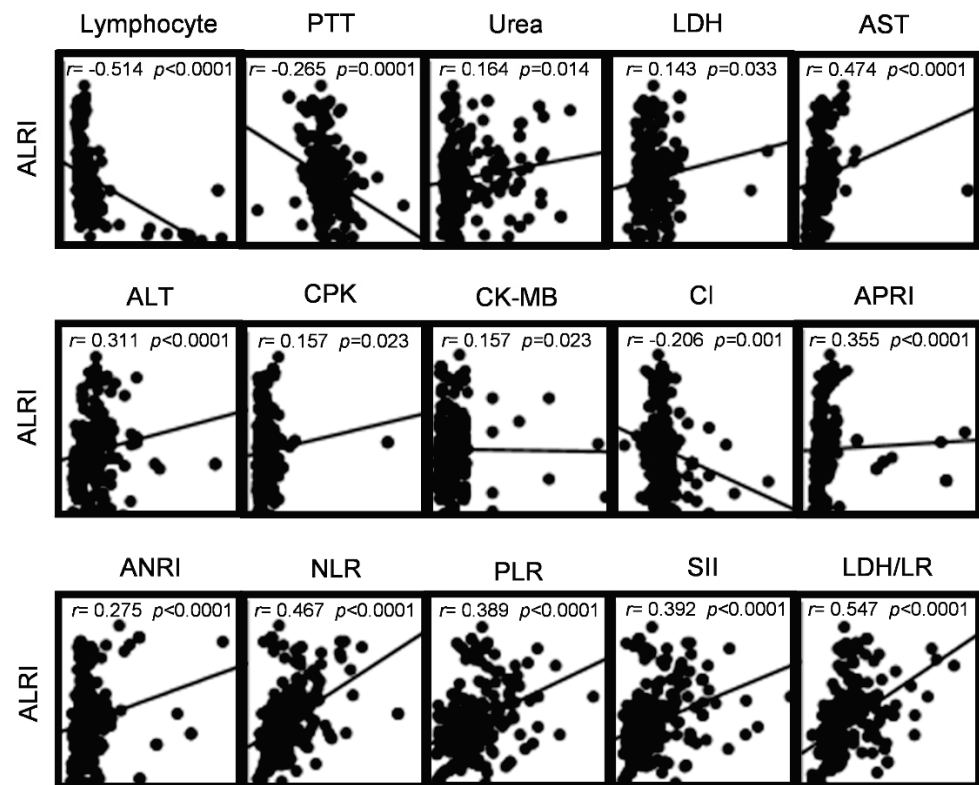 Lymphocyte PTT Urea LDH AST
r= -0.514 p<0.0001 r= -0.265 p=0.0001 r= 0.164 p=0.014 r= 0.143 p=0.033 r= 0.474 p<0.0001
ALRI
ALT CPK CK-MB CI APRI
r= 0.311 p<0.0001 r= 0.157 p=0.023 r= 0.157 p=0.023 r= -0.206 p=0.001 r= 0.355 p<0.0001
ALRI
ANRI NLR PLR SII LDH/LR
r= 0.275 p<0.0001 r= 0.467 p<0.0001 r= 0.389 p<0.0001 r= 0.392 p<0.0001 r= 0.547 p<0.0001
ALRI